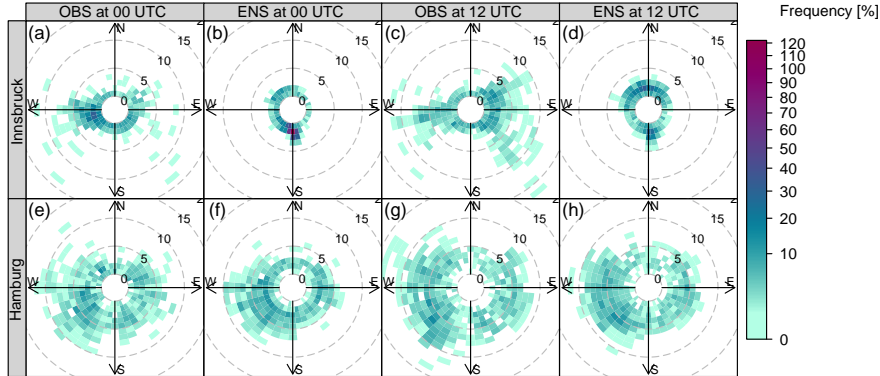 OBS at 00 UTC
ENS at 00 UTC
OBS at 12 UTC
ENS at 12 UTC
Frequency [%]
Innsbruck
(a)
N
15
10
5
0
W
E
S
(b)
N
15
10
5
0
W
E
S
(c)
N
15
10
5
0
W
E
S
(d)
N
15
10
5
0
W
E
S
Hamburg
(e)
N
15
10
5
0
W
E
S
(f)
N
15
10
5
0
W
E
S
(g)
N
15
10
5
0
W
E
S
(h)
N
15
10
5
0
W
E
S
120
100
90
80
70
60
50
40
30
20
10
0